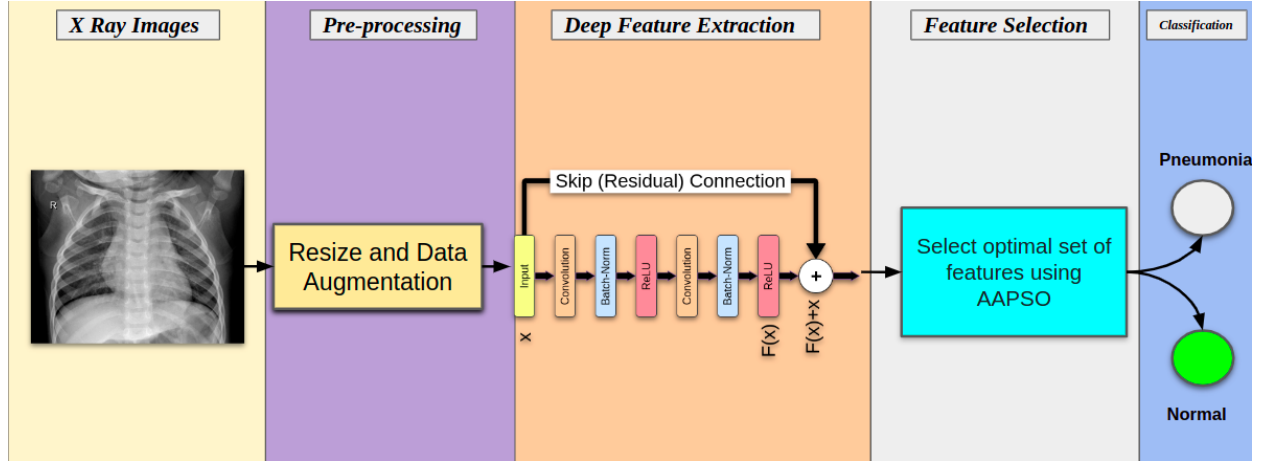 X Ray Images
Pre-processing
Deep Feature Extraction
Feature Selection
Classification
R
Resize and Data
Augmentation
Skip (Residual) Connection
Input
Convolution
Batch-Norm
ReLU
Convolution
Batch-Norm
ReLU
+
x
F(x)
F(x)+x
Select optimal set of
features using
AAPSO
Pneumonia
Normal